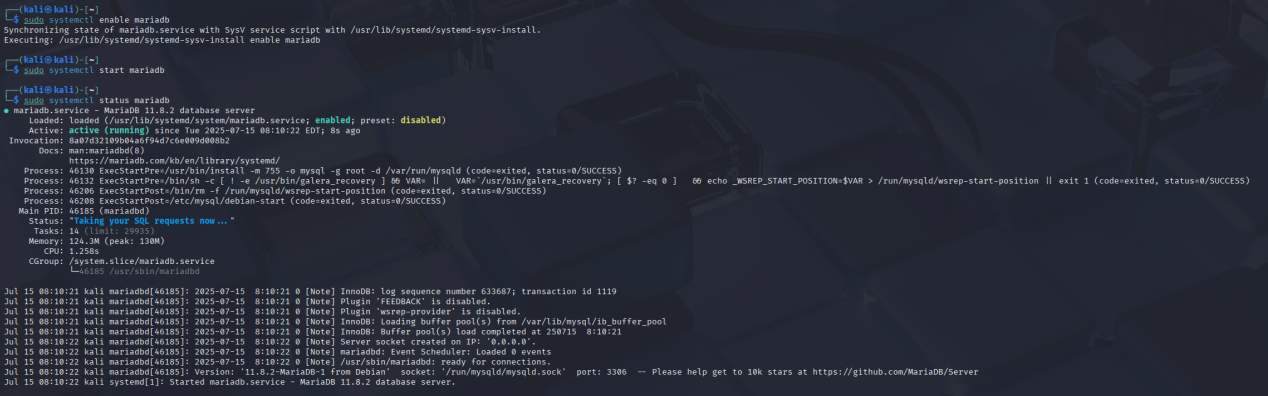 ┌──(kali㉿kali)-[~]
└─$ sudo systemctl enable mariadb
Synchronizing state of mariadb.service with SysV service script with /usr/lib/systemd/systemd-sysv-install.
Executing: /usr/lib/systemd/systemd-sysv-install enable mariadb
┌──(kali㉿kali)-[~]
└─$ sudo systemctl start mariadb
┌──(kali㉿kali)-[~]
└─$ sudo systemctl status mariadb
● mariadb.service - MariaDB 11.8.2 database server
Loaded: loaded (/usr/lib/systemd/system/mariadb.service; enabled; preset: disabled)
Active: active (running) since Tue 2025-07-15 08:10:22 EDT; 8s ago
Invocation: 8a07d32109b04a6f94d7c6e009d008b2
Docs: man:mariadbd(8)
https://mariadb.com/kb/en/library/systemd/
Process: 46130 ExecStartPre=/usr/bin/install -m 755 -o mysql -g root -d /var/run/mysqld (code=exited, status=0/SUCCESS)
Process: 46132 ExecStartPre=/bin/sh -c [ ! -e /usr/bin/galera_recovery ] && VAR= || VAR=`/usr/bin/galera_recovery`; [ $? -eq 0 ] && echo _WSREP_START_POSITION=$VAR > /run/mysqld/wsrep-start-position || exit 1 (code=exited, status=0/SUCCESS)
Process: 46206 ExecStartPost=/bin/rm -f /run/mysqld/wsrep-start-position (code=exited, status=0/SUCCESS)
Process: 46208 ExecStartPost=/etc/mysql/debian-start (code=exited, status=0/SUCCESS)
Main PID: 46185 (mariadbd)
Status: "Taking your SQL requests now..."
Tasks: 14 (limit: 29935)
Memory: 124.3M (peak: 130M)
CPU: 1.258s
CGroup: /system.slice/mariadb.service
└─46185 /usr/sbin/mariadbd
Jul 15 08:10:21 kali mariadbd[46185]: 2025-07-15  8:10:21 0 [Note] InnoDB: log sequence number 633687; transaction id 1119
Jul 15 08:10:21 kali mariadbd[46185]: 2025-07-15  8:10:21 0 [Note] Plugin 'FEEDBACK' is disabled.
Jul 15 08:10:21 kali mariadbd[46185]: 2025-07-15  8:10:21 0 [Note] Plugin 'wsrep-provider' is disabled.
Jul 15 08:10:21 kali mariadbd[46185]: 2025-07-15  8:10:21 0 [Note] InnoDB: Loading buffer pool(s) from /var/lib/mysql/ib_buffer_pool
Jul 15 08:10:21 kali mariadbd[46185]: 2025-07-15  8:10:21 0 [Note] InnoDB: Buffer pool(s) load completed at 250715  8:10:21
Jul 15 08:10:22 kali mariadbd[46185]: 2025-07-15  8:10:22 0 [Note] Server socket created on IP: '0.0.0.0'.
Jul 15 08:10:22 kali mariadbd[46185]: 2025-07-15  8:10:22 0 [Note] mariadbd: Event Scheduler: Loaded 0 events
Jul 15 08:10:22 kali mariadbd[46185]: 2025-07-15  8:10:22 0 [Note] /usr/sbin/mariadbd: ready for connections.
Jul 15 08:10:22 kali mariadbd[46185]: Version: '11.8.2-MariaDB-1 from Debian'  socket: '/run/mysqld/mysqld.sock'  port: 3306  -- Please help get to 10k stars at https://github.com/MariaDB/Server
Jul 15 08:10:22 kali systemd[1]: Started mariadb.service - MariaDB 11.8.2 database server.